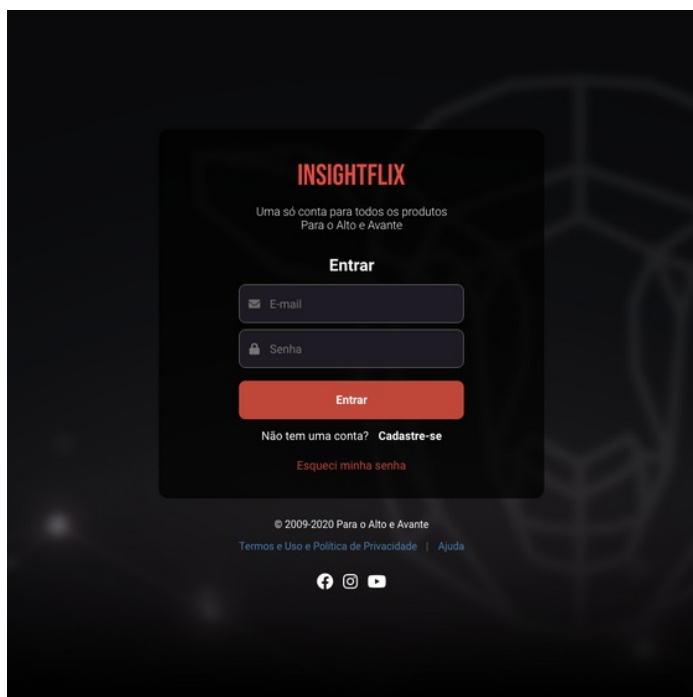 INSIGHTFLIX
Uma só conta para todos os produtos
Para o Alto e Avante
Entrar
E-mail
Senha
Entrar
Não tem uma conta? Cadastre-se
Esqueci minha senha
© 2009-2020 Para o Alto e Avante
Termos e Uso e Política de Privacidade | Ajuda